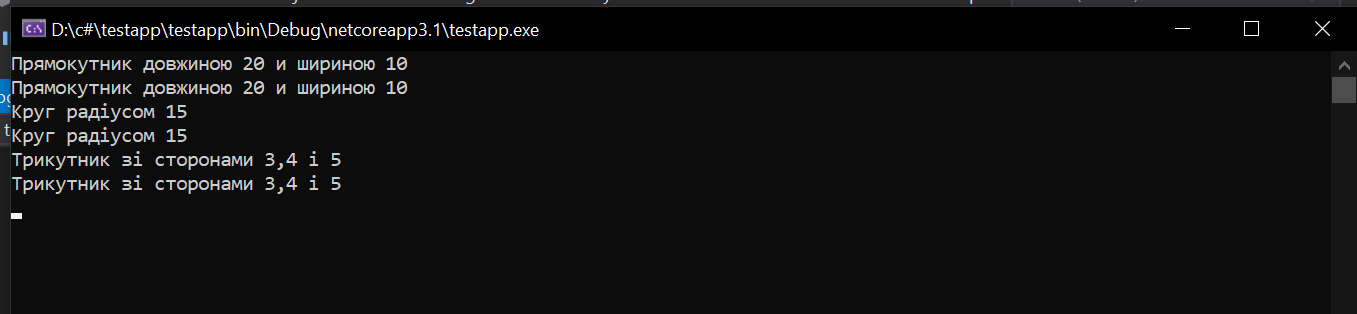 D:\c#\testapp\testapp\bin\Debug\netcoreapp3.1\testapp.exe
Прямокутник довжиною 20 и шириною 10
Прямокутник довжиною 20 и шириною 10
Круг радіусом 15
Круг радіусом 15
Трикутник зі сторонами 3,4 і 5
Трикутник зі сторонами 3,4 і 5